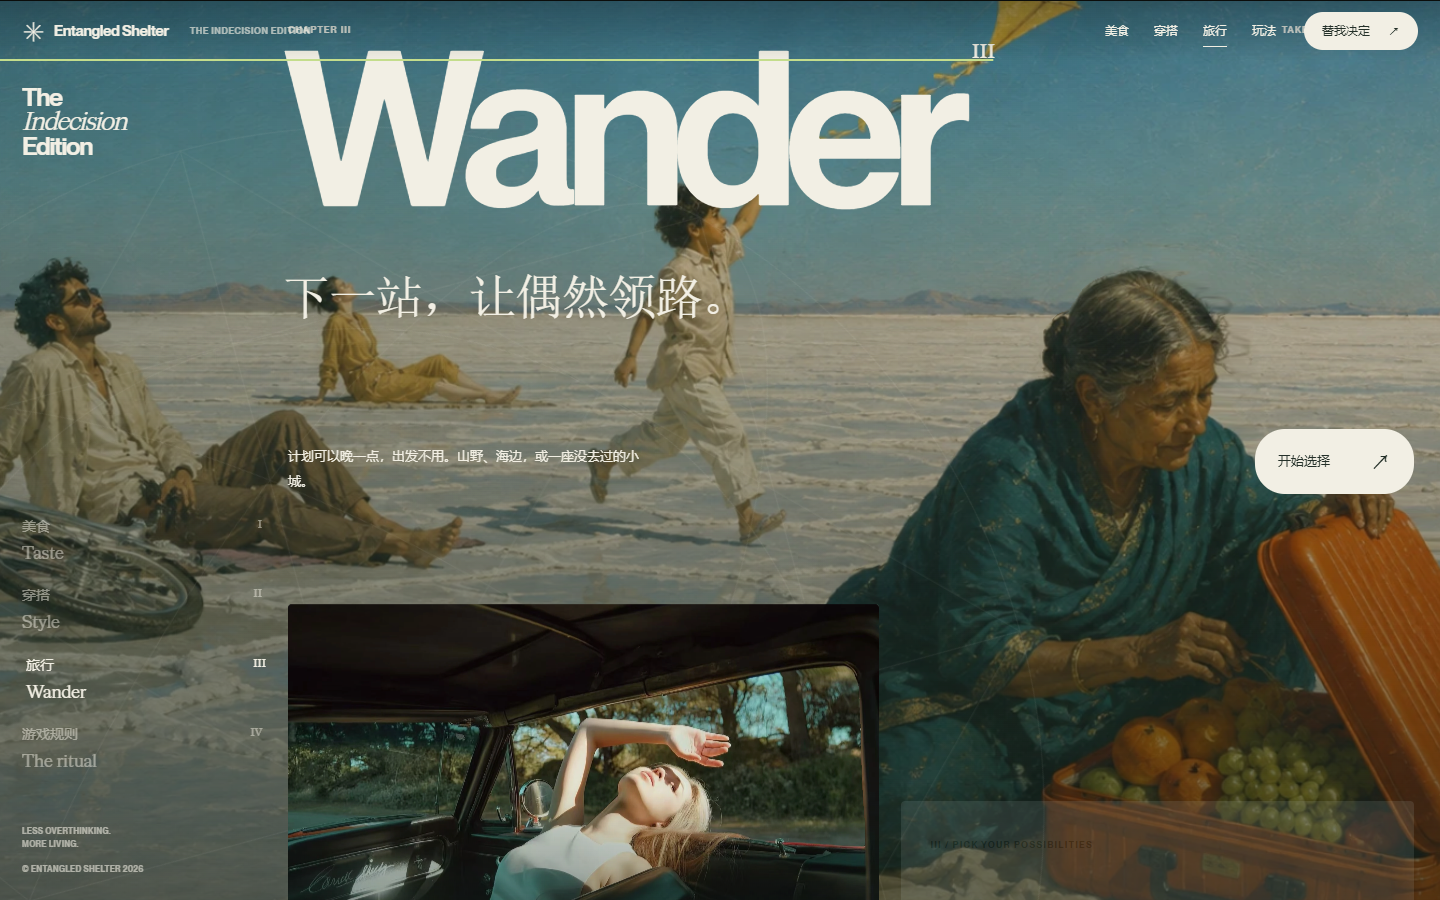 Entangled Shelter
THE INDECISION EDITION
CHAPTER III
美食
穿搭
旅行
玩法
替我决定
The
Indecision
Edition
Wander
III
下一站，让偶然领路。
计划可以晚一点，出发不用。山野、海边，或一座没去过的小
城。
开始选择
美食
I
Taste
穿搭
II
Style
旅行
III
Wander
游戏规则
IV
The ritual
LESS OVERTHINKING.
MORE LIVING.
© ENTANGLED SHELTER 2026
III / PICK YOUR POSSIBILITIES